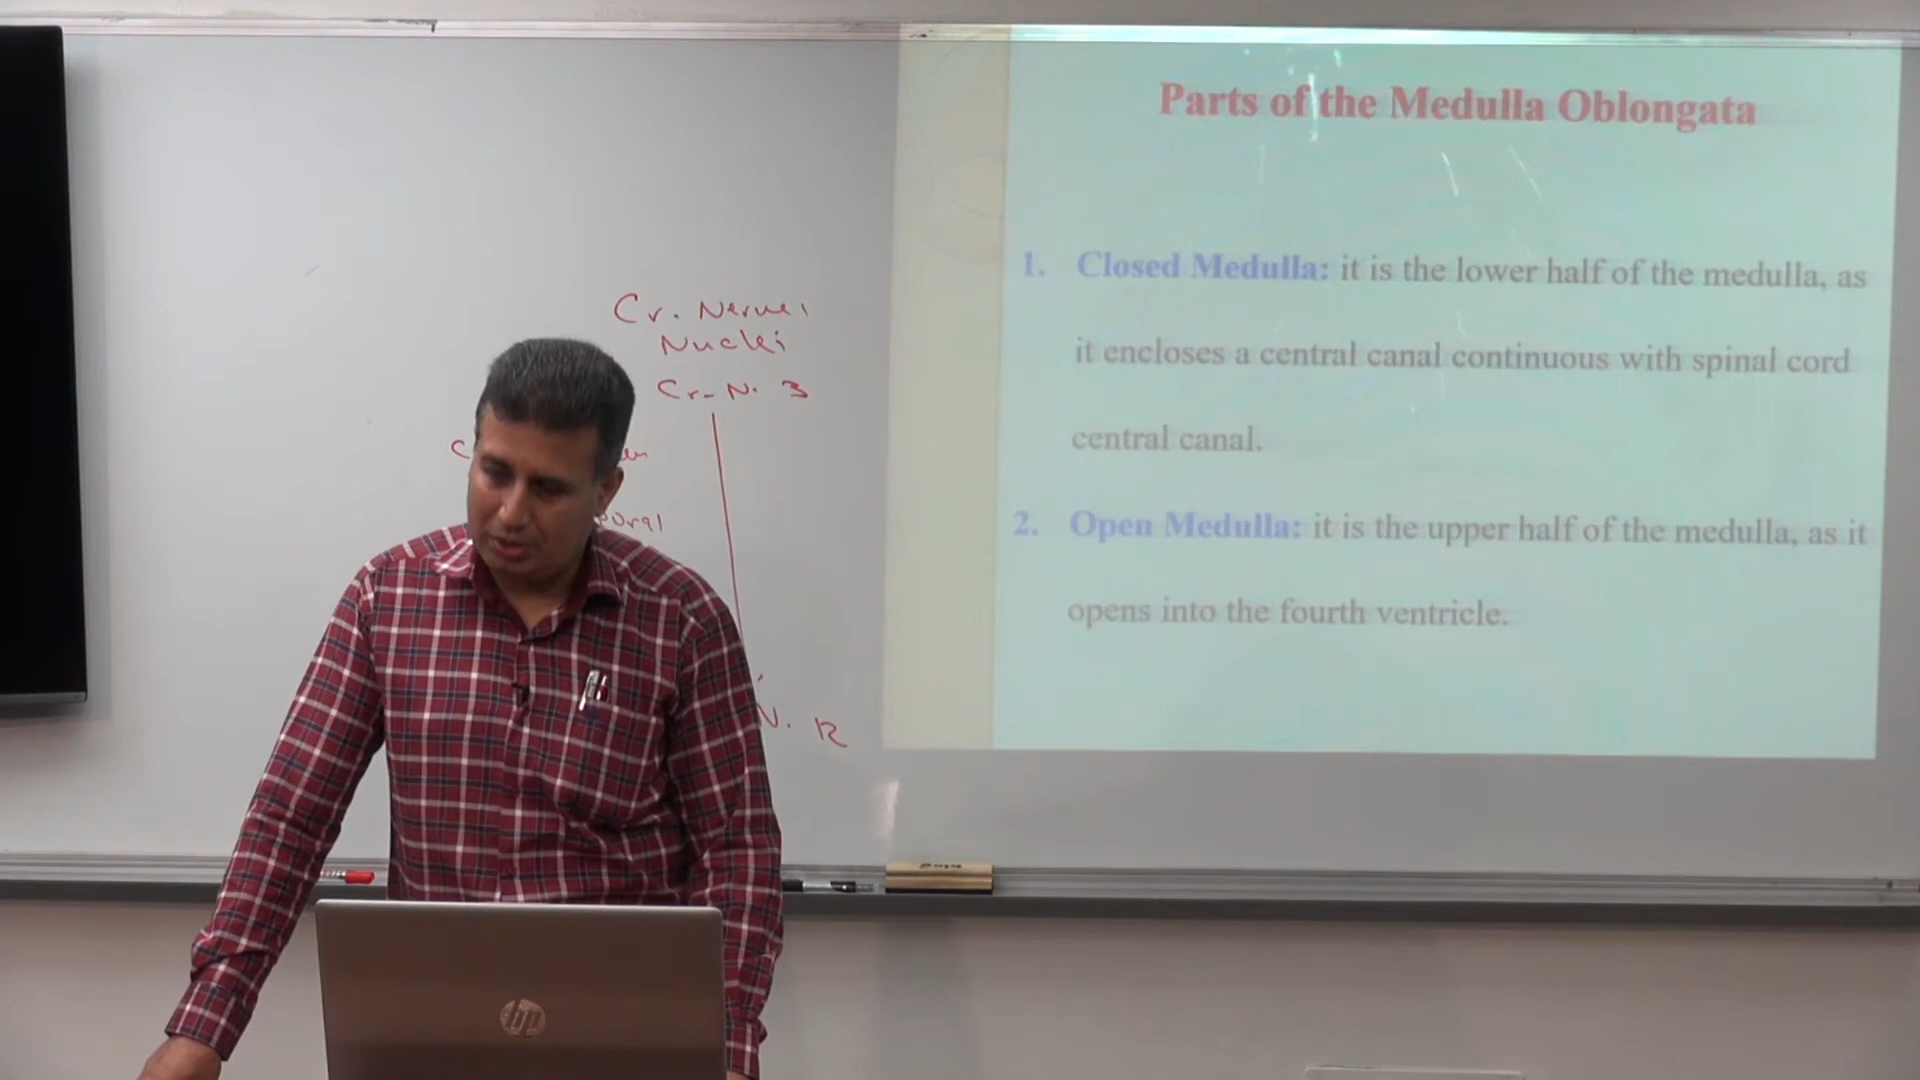 Parts of the Medulla Oblongata
1. Closed Medulla: it is the lower half of the medulla, as
it encloses a central canal continuous with spinal cord
central canal.
2. Open Medulla: it is the upper half of the medulla, as it
opens into the fourth ventricle.
Cr. Nerves
Nuclei
Cr- N. 3
N. 12
hp